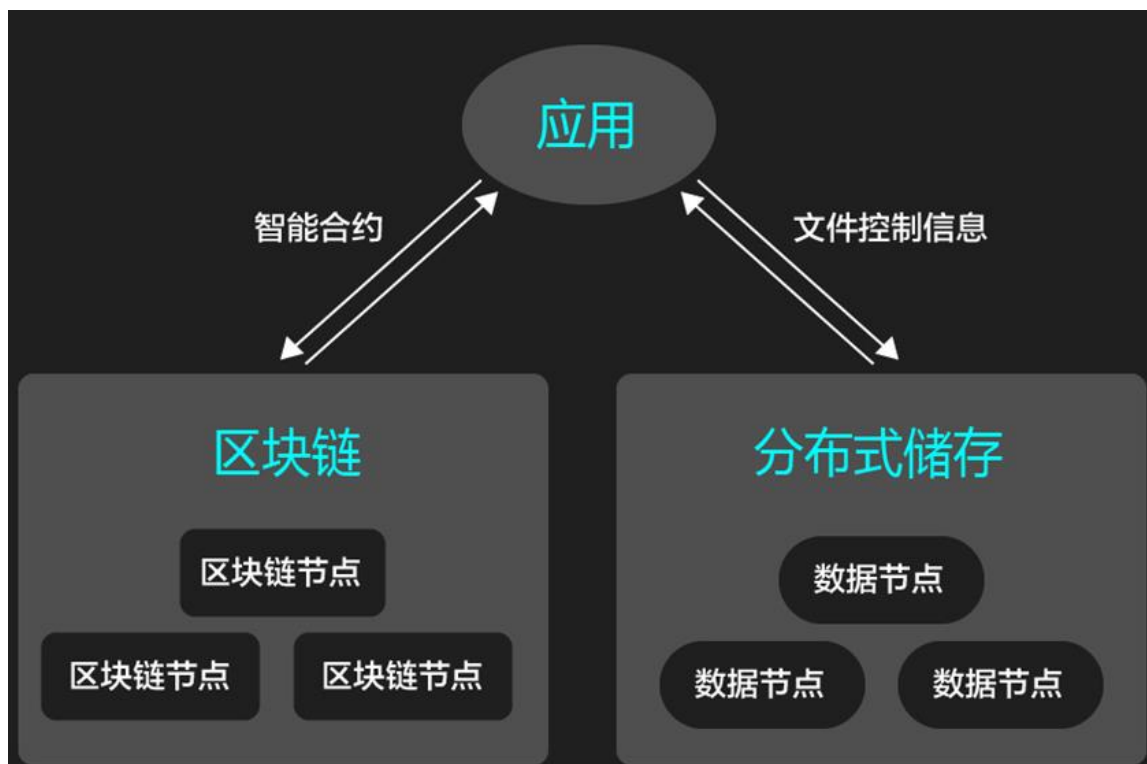 应用
智能合约
文件控制信息
区块链
区块链节点
区块链节点
区块链节点
分布式储存
数据节点
数据节点
数据节点